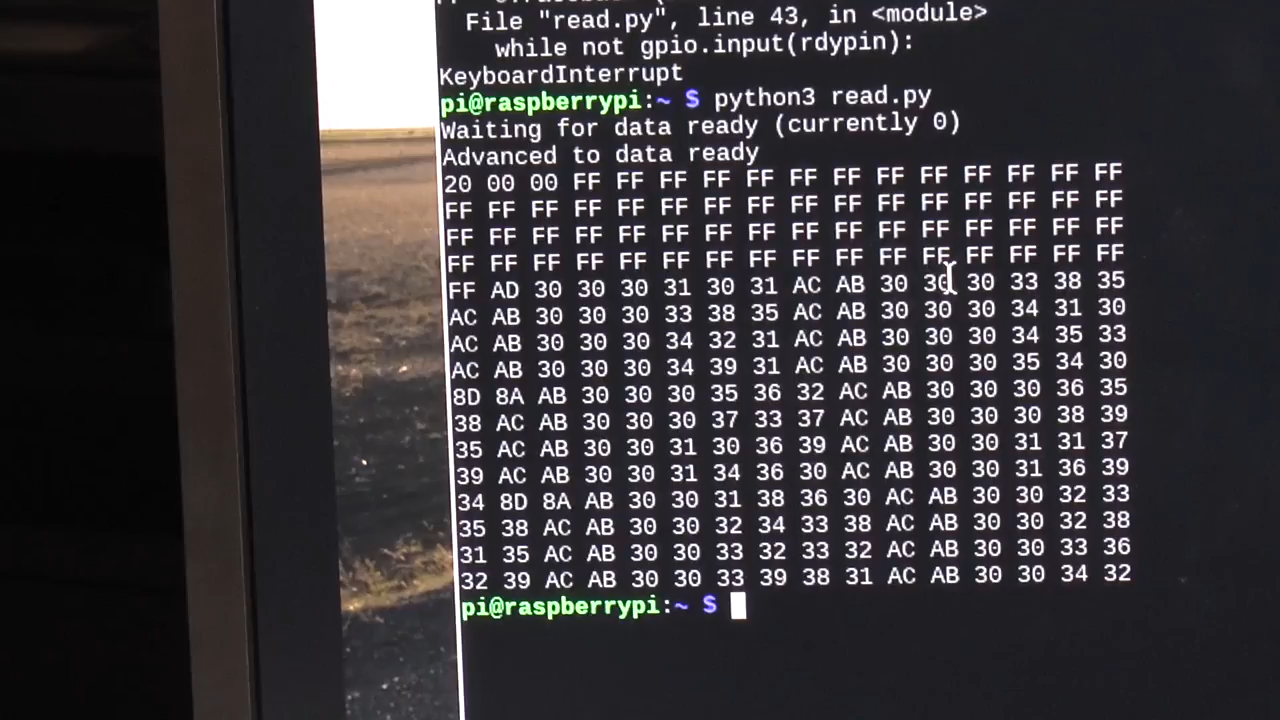 File "read.py", line 43, in <module>
while not gpio.input(rdypin):
KeyboardInterrupt
pi@raspberrypi:~ $ python3 read.py
Waiting for data ready (currently 0)
Advanced to data ready
20 00 00 FF FF FF FF FF FF FF FF FF FF FF FF FF
FF FF FF FF FF FF FF FF FF FF FF FF FF FF FF FF
FF FF FF FF FF FF FF FF FF FF FF FF FF FF FF FF
FF FF FF FF FF FF FF FF FF FF FF FF FF FF FF FF
FF AD 30 30 30 31 30 31 AC AB 30 30 30 33 38 35
AC AB 30 30 30 33 38 35 AC AB 30 30 30 34 31 30
AC AB 30 30 30 34 32 31 AC AB 30 30 30 34 35 33
AC AB 30 30 30 34 39 31 AC AB 30 30 30 35 34 30
8D 8A AB 30 30 30 35 36 32 AC AB 30 30 30 36 35
38 AC AB 30 30 30 37 33 37 AC AB 30 30 30 38 39
35 AC AB 30 30 31 30 36 39 AC AB 30 30 31 31 37
39 AC AB 30 30 31 34 36 30 AC AB 30 30 31 36 39
34 8D 8A AB 30 30 31 38 36 30 AC AB 30 30 32 33
35 38 AC AB 30 30 32 34 33 38 AC AB 30 30 32 38
31 35 AC AB 30 30 33 32 33 32 AC AB 30 30 33 36
32 39 AC AB 30 30 33 39 38 31 AC AB 30 30 34 32
pi@raspberrypi:~ $